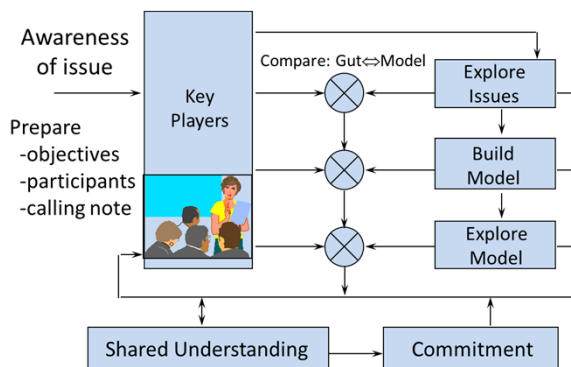 Awareness
of issue
Prepare
-objectives
-participants
-calling note
Key
Players
Compare: Gut⇔Model
Explore
Issues
Build
Model
Explore
Model
Shared Understanding
Commitment